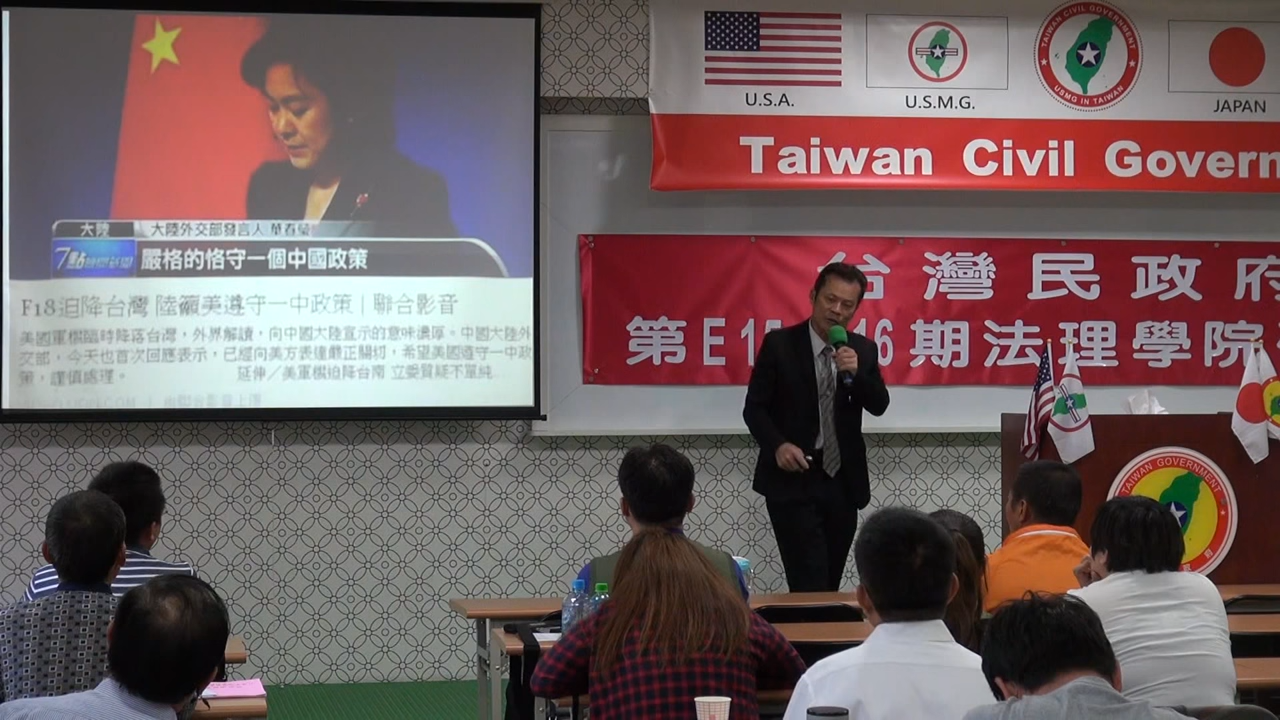 大陸 大陸外交部發言人 華春瑩
7點
嚴格的恪守一個中國政策
F18迫降台灣 陸籲美遵守一中政策 | 聯合影音
美國軍機臨時降落台灣，外界解讀，向中國大陸宣示的意味濃厚。中國大陸外
交部，今天也首次回應表示，已經向美方表達嚴正關切，希望美國遵守一中政
策，謹慎處理。 延伸／美軍機迫降台南 立委質疑不單純
U.S.A.
U.S.M.G.
TAIWAN CIVIL GOVERNMENT
USMG IN TAIWAN
JAPAN
Taiwan Civil Govern
台灣民政府
第E15 16期法理學院
TAIWAN GOVERNMENT